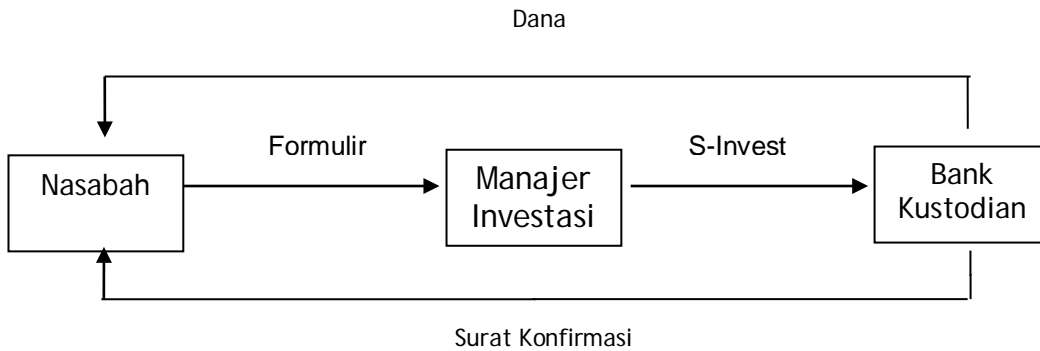 Dana
Formulir
S-Invest
Nasabah
Manajer
Investasi
Bank
Kustodian
Surat Konfirmasi